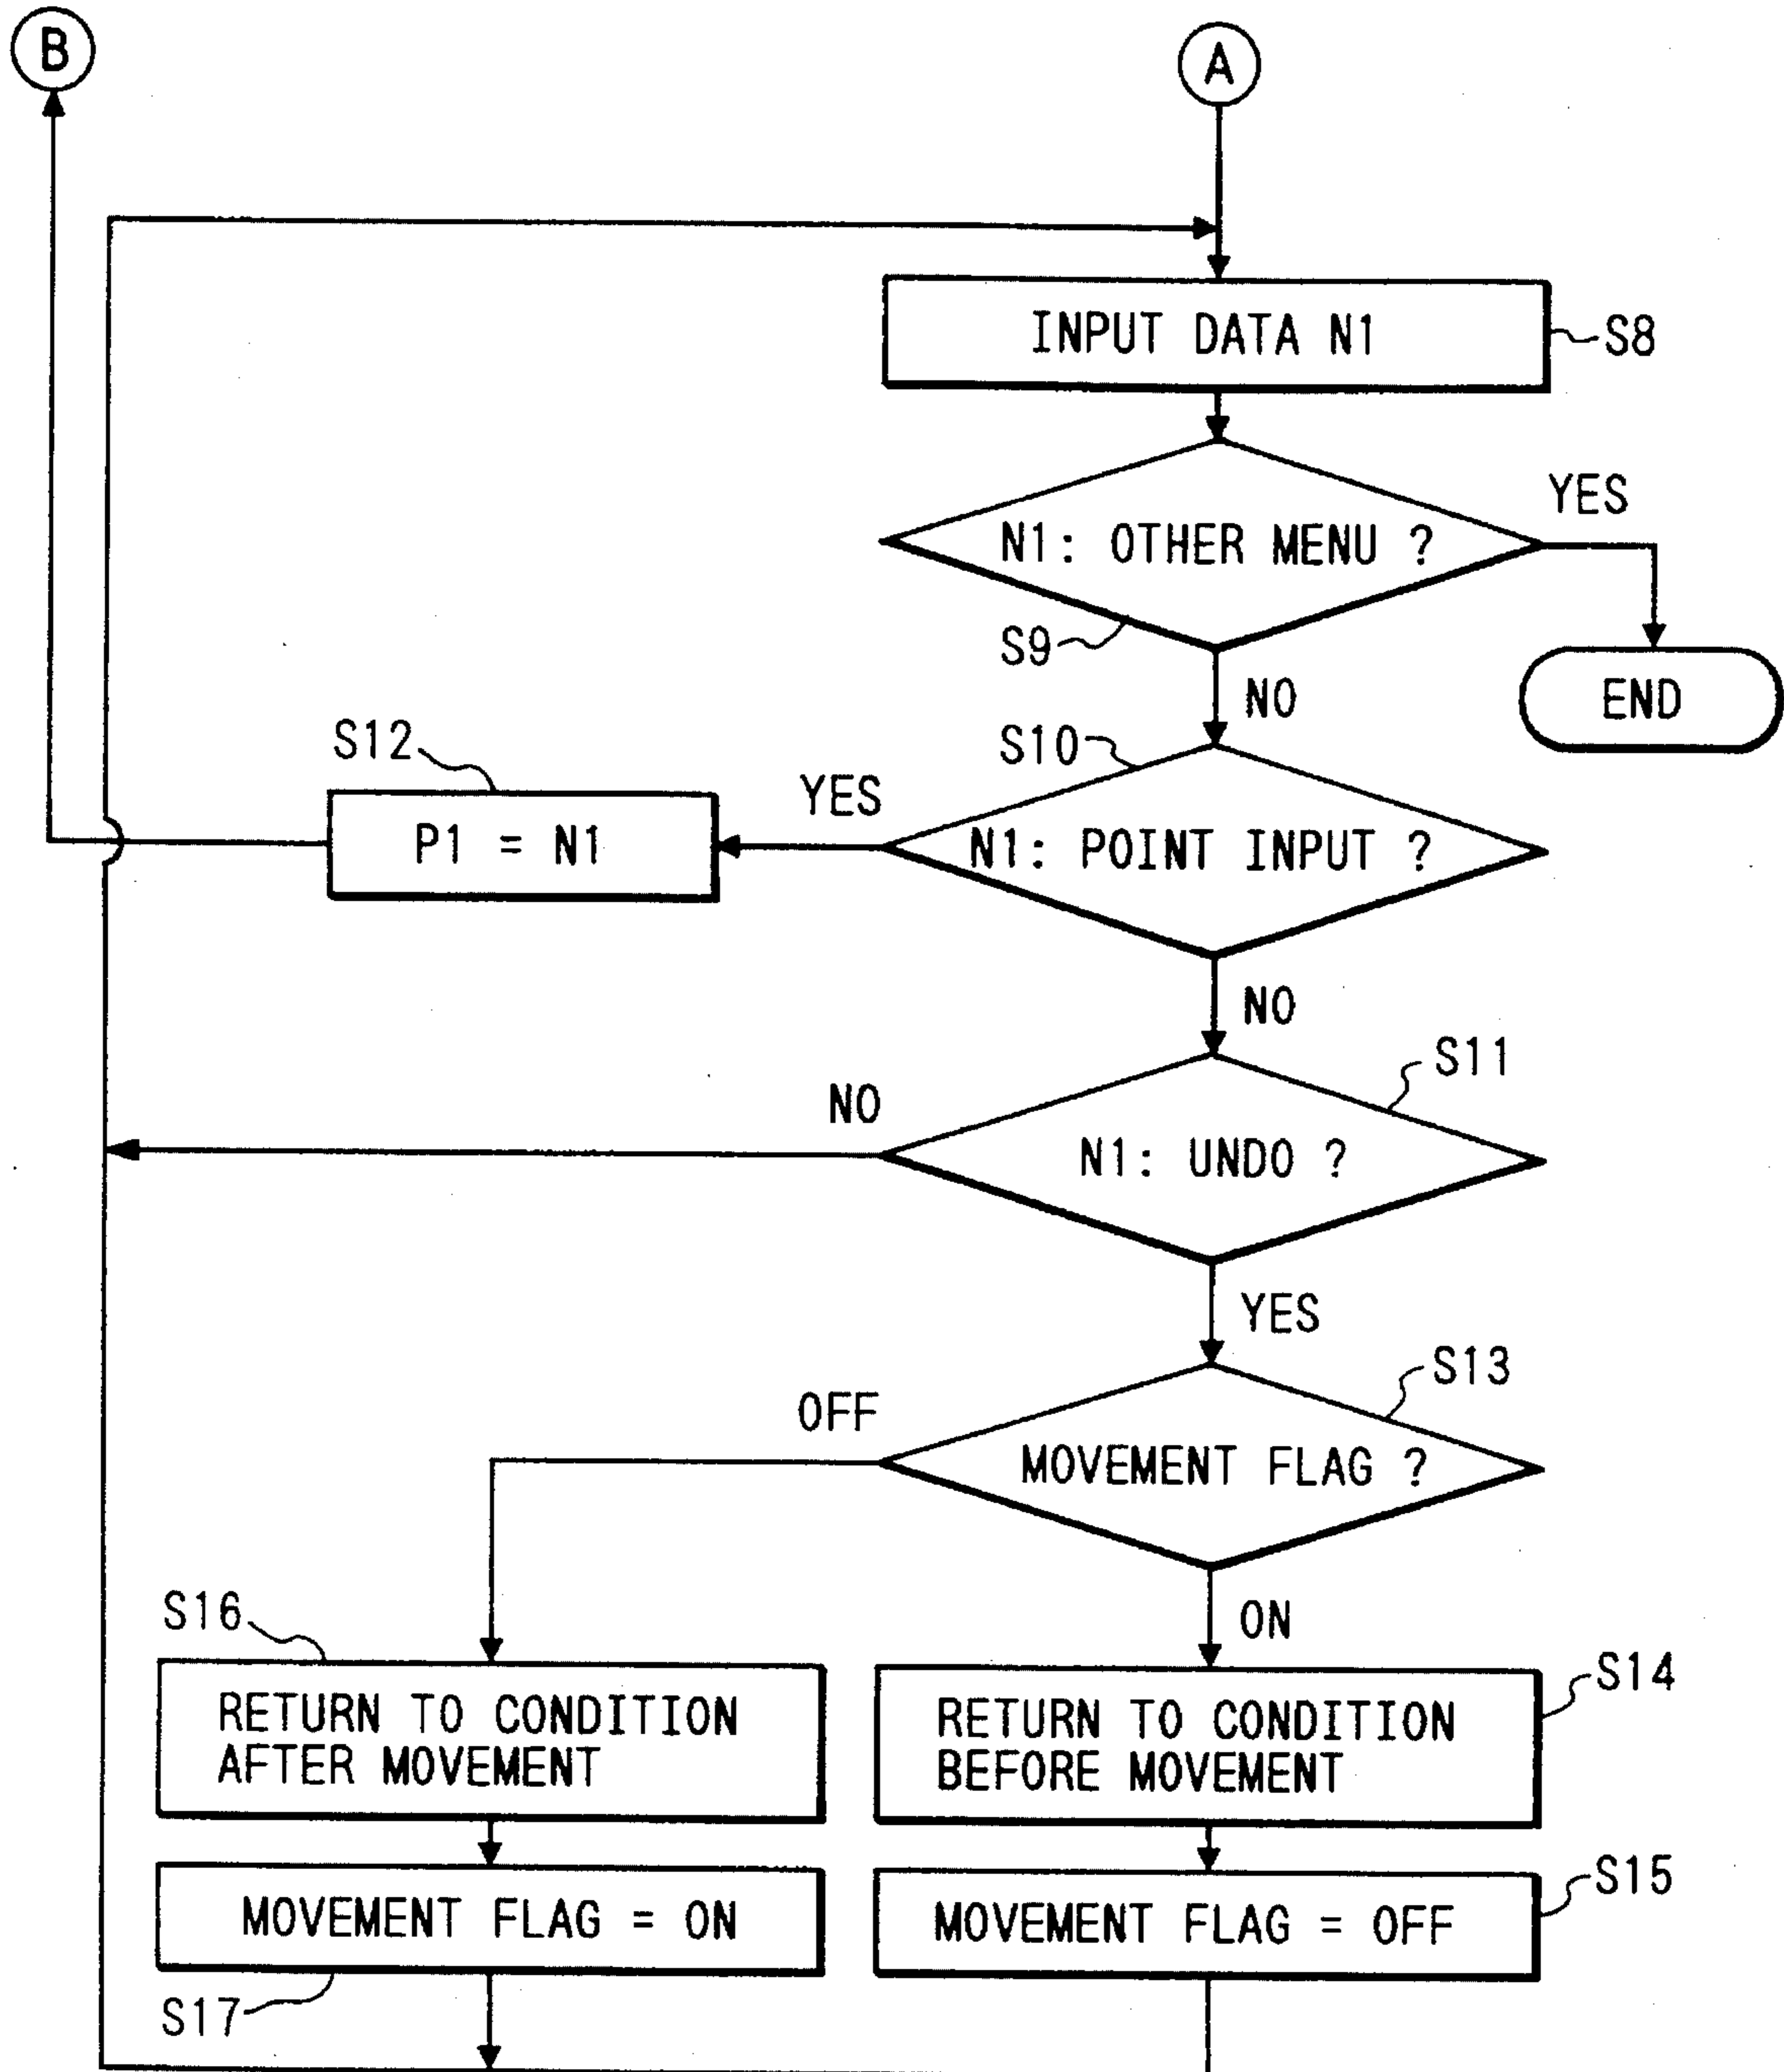 B
A
INPUT DATA N1
S8
N1: OTHER MENU ?
YES
S9
NO
END
S10
S12
YES
P1 = N1
N1: POINT INPUT ?
NO
S11
NO
N1: UNDO ?
YES
S13
OFF
MOVEMENT FLAG ?
ON
S16
S14
RETURN TO CONDITION
AFTER MOVEMENT
RETURN TO CONDITION
BEFORE MOVEMENT
MOVEMENT FLAG = ON
S17
MOVEMENT FLAG = OFF
S15